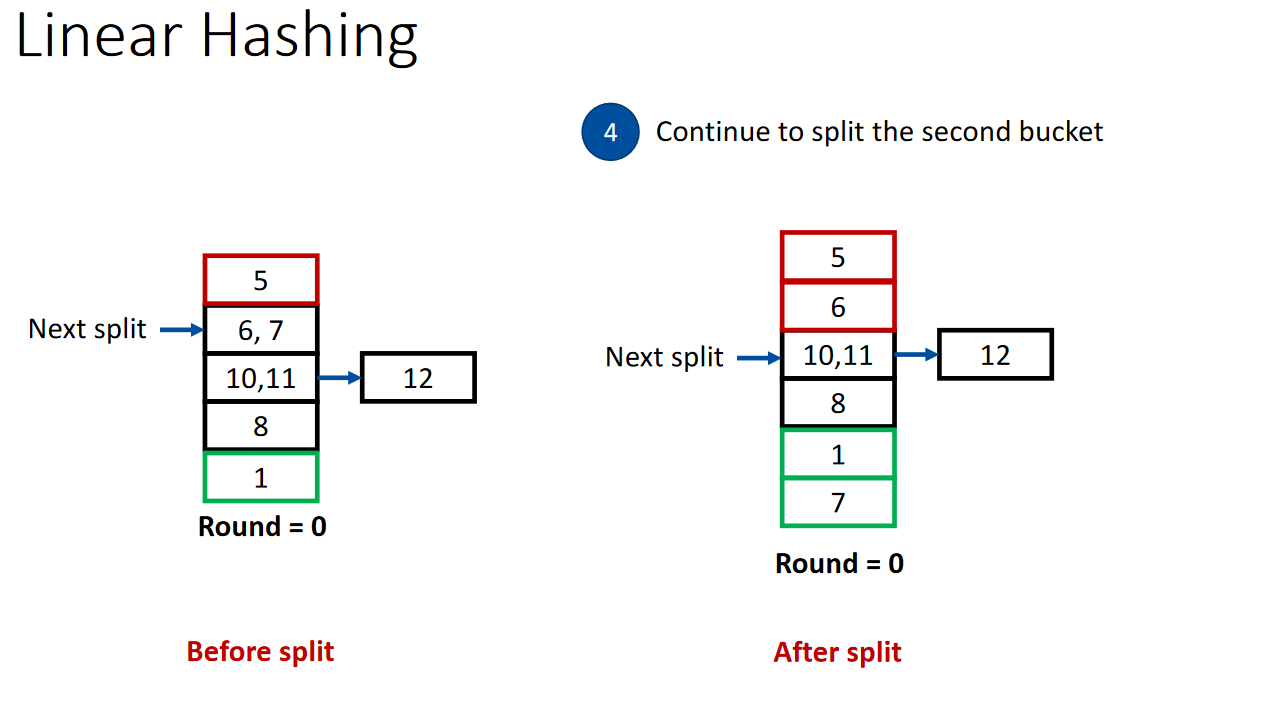 Linear Hashing
4 Continue to split the second bucket
5
Next split 6, 7
10,11 12
8
1
Round = 0
Before split
5
6
Next split 10,11 12
8
1
7
Round = 0
After split